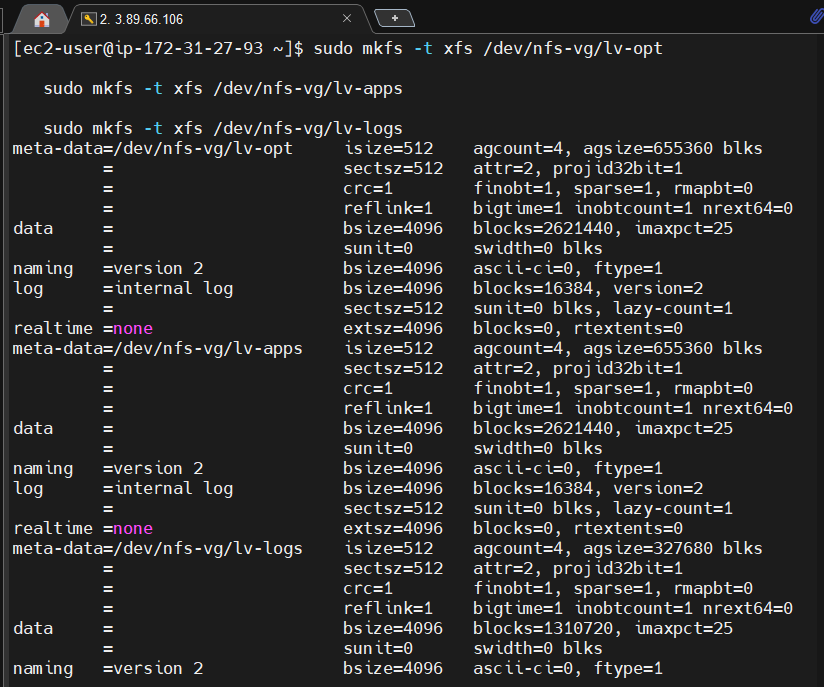 2. 3.89.66.106
[ec2-user@ip-172-31-27-93 ~]$ sudo mkfs -t xfs /dev/nfs-vg/lv-opt
sudo mkfs -t xfs /dev/nfs-vg/lv-apps
sudo mkfs -t xfs /dev/nfs-vg/lv-logs
meta-data=/dev/nfs-vg/lv-opt     isize=512    agcount=4, agsize=655360 blks
         =                       sectsz=512   attr=2, projid32bit=1
         =                       crc=1        finobt=1, sparse=1, rmapbt=0
         =                       reflink=1    bigtime=1 inobtcount=1 nrext64=0
data     =                       bsize=4096   blocks=2621440, imaxpct=25
         =                       sunit=0      swidth=0 blks
naming   =version 2              bsize=4096   ascii-ci=0, ftype=1
log      =internal log           bsize=4096   blocks=16384, version=2
         =                       sectsz=512   sunit=0 blks, lazy-count=1
realtime =none                   extsz=4096   blocks=0, rtextents=0
meta-data=/dev/nfs-vg/lv-apps    isize=512    agcount=4, agsize=655360 blks
         =                       sectsz=512   attr=2, projid32bit=1
         =                       crc=1        finobt=1, sparse=1, rmapbt=0
         =                       reflink=1    bigtime=1 inobtcount=1 nrext64=0
data     =                       bsize=4096   blocks=2621440, imaxpct=25
         =                       sunit=0      swidth=0 blks
naming   =version 2              bsize=4096   ascii-ci=0, ftype=1
log      =internal log           bsize=4096   blocks=16384, version=2
         =                       sectsz=512   sunit=0 blks, lazy-count=1
realtime =none                   extsz=4096   blocks=0, rtextents=0
meta-data=/dev/nfs-vg/lv-logs    isize=512    agcount=4, agsize=327680 blks
         =                       sectsz=512   attr=2, projid32bit=1
         =                       crc=1        finobt=1, sparse=1, rmapbt=0
         =                       reflink=1    bigtime=1 inobtcount=1 nrext64=0
data     =                       bsize=4096   blocks=1310720, imaxpct=25
         =                       sunit=0      swidth=0 blks
naming   =version 2              bsize=4096   ascii-ci=0, ftype=1